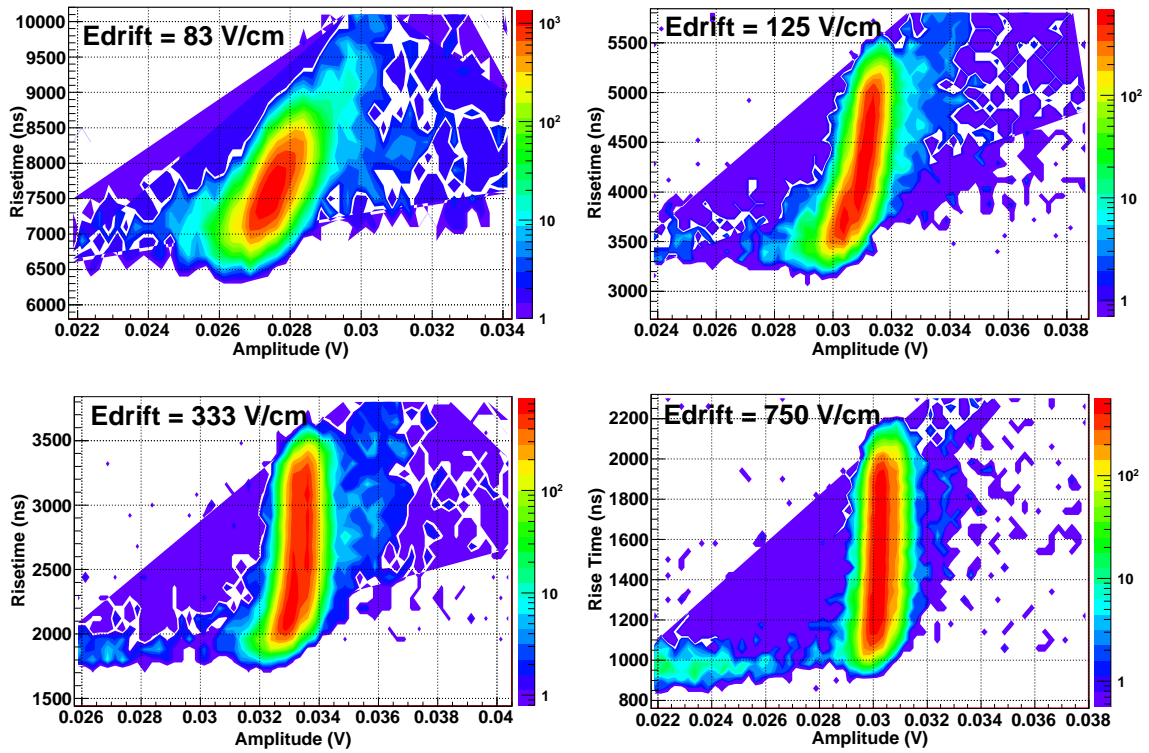 Edrift = 83 V/cm
Risetime (ns)
10000
9500
9000
8500
8000
7500
7000
6500
6000
0.022 0.024 0.026 0.028 0.03 0.032 0.034
Amplitude (V)
10³
10²
10
1
Edrift = 125 V/cm
Risetime (ns)
5500
5000
4500
4000
3500
3000
0.024 0.026 0.028 0.03 0.032 0.034 0.036 0.038
Amplitude (V)
10²
10
1
Edrift = 333 V/cm
Risetime (ns)
3500
3000
2500
2000
1500
0.026 0.028 0.03 0.032 0.034 0.036 0.038 0.04
Amplitude (V)
10²
10
1
Edrift = 750 V/cm
Rise Time (ns)
2200
2000
1800
1600
1400
1200
1000
800
0.022 0.024 0.026 0.028 0.03 0.032 0.034 0.036 0.038
Amplitude (V)
10²
10
1